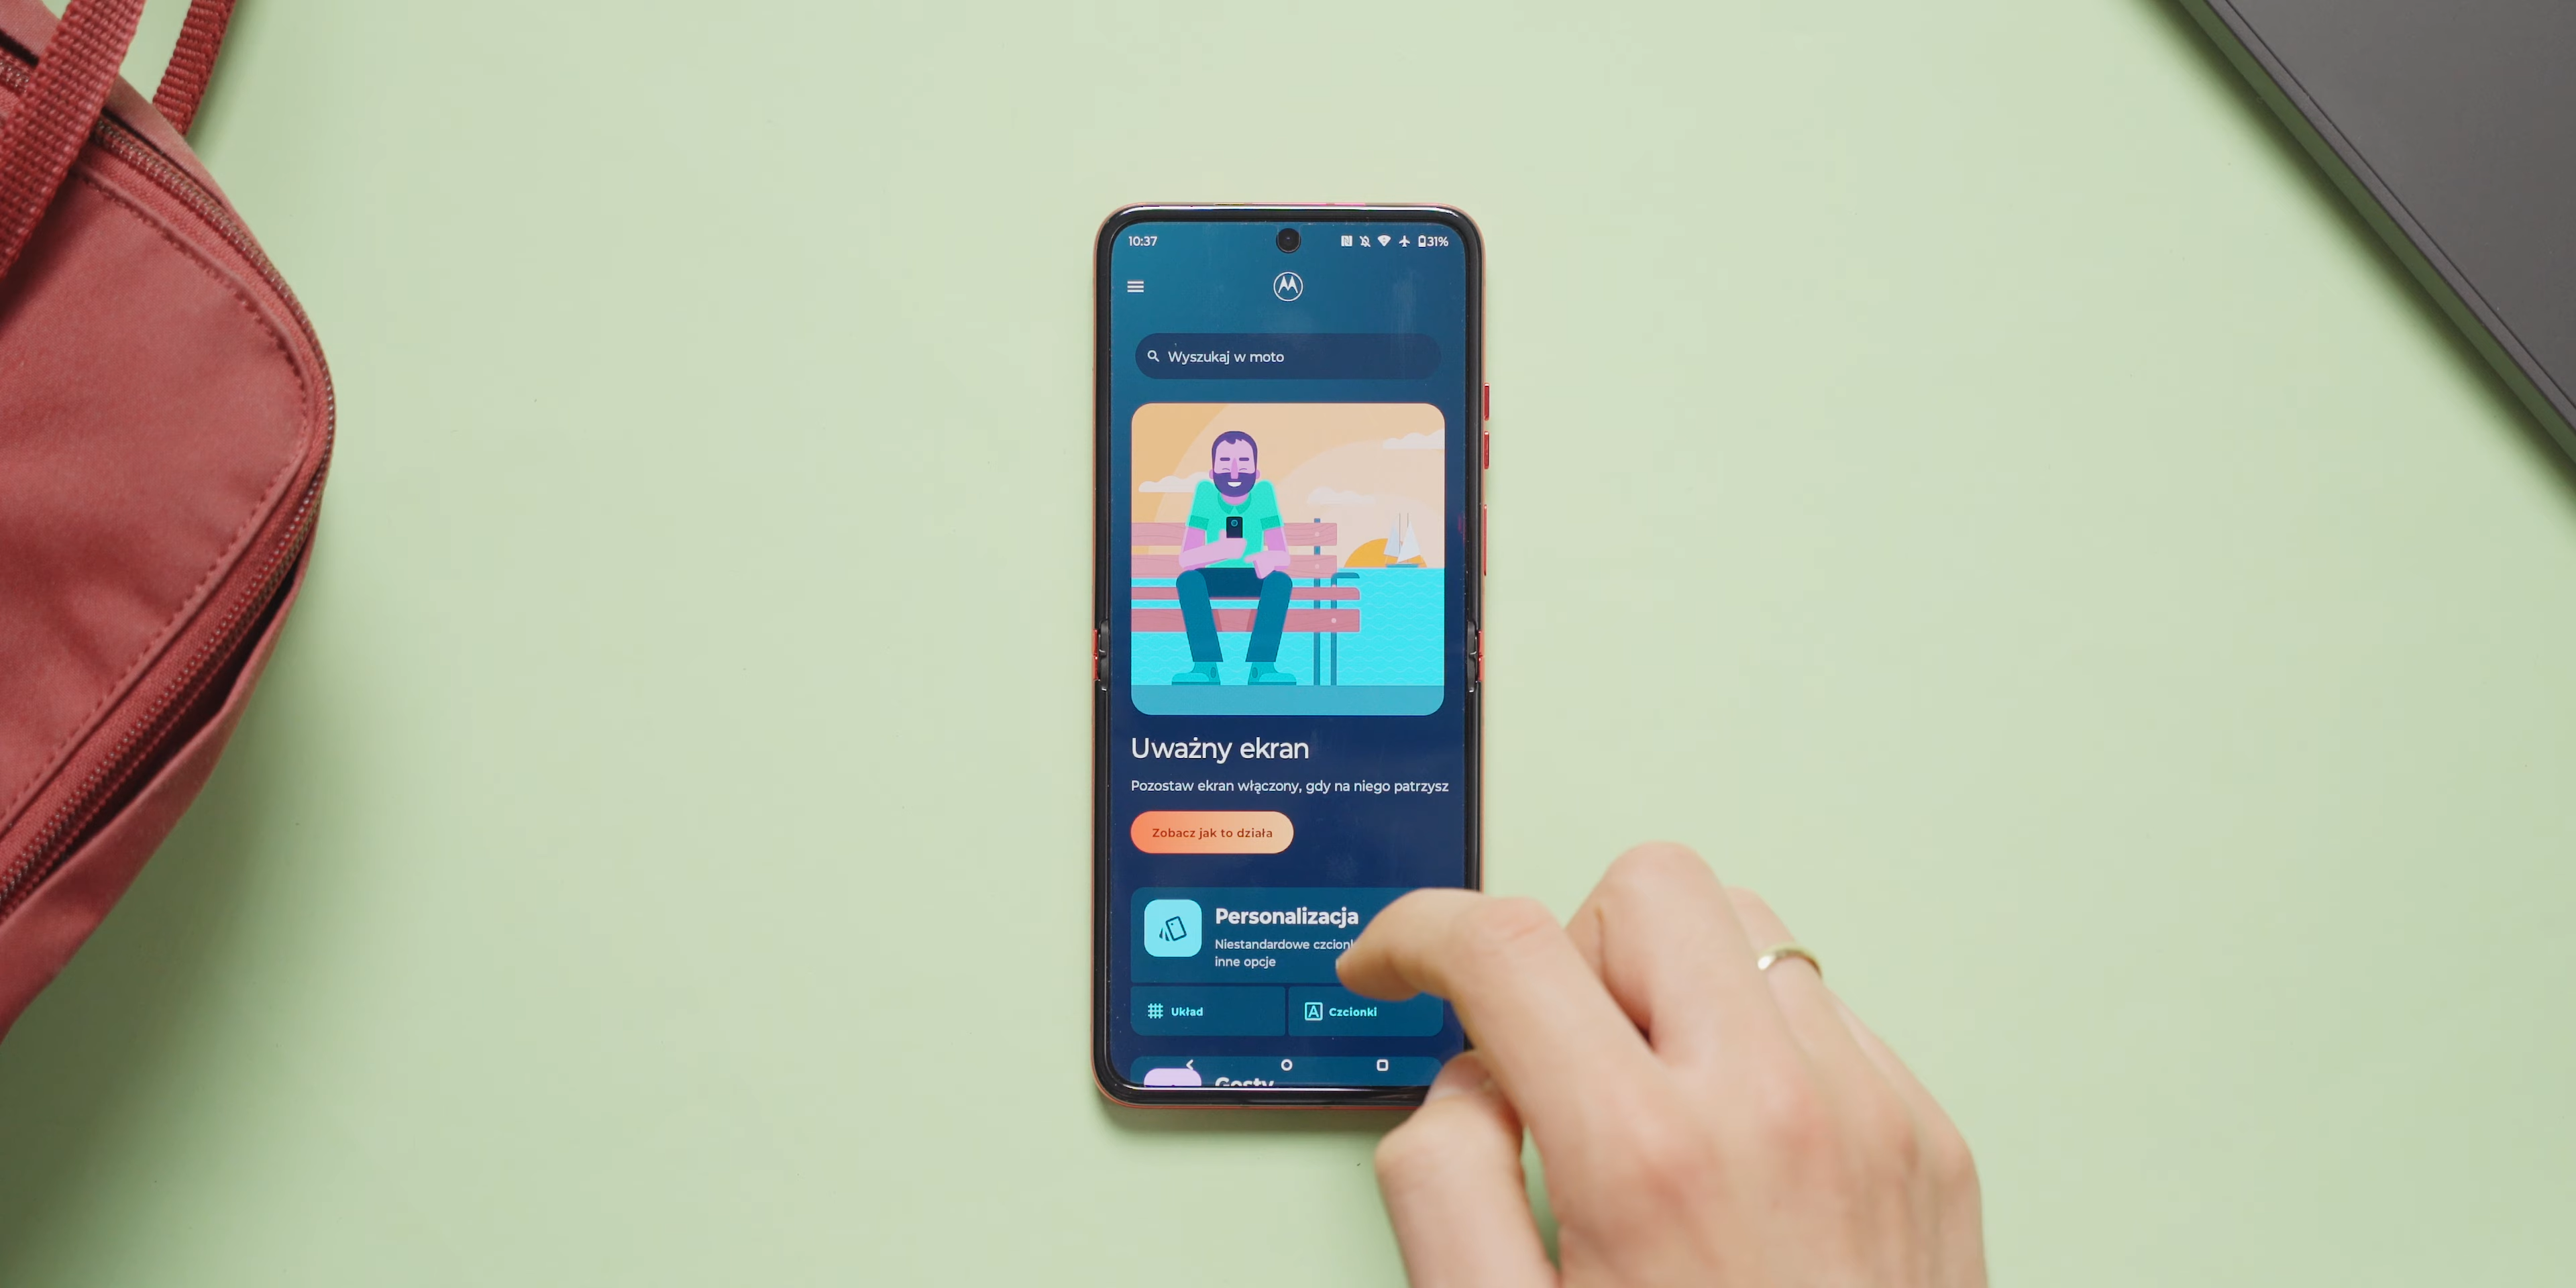 10:37
31%
Wyszukaj w moto
Uważny ekran
Pozostaw ekran włączony, gdy na niego patrzysz
Zobacz jak to działa
Personalizacja
Niestandardowe
inne opcje
Układ
Czcionki
Gesty